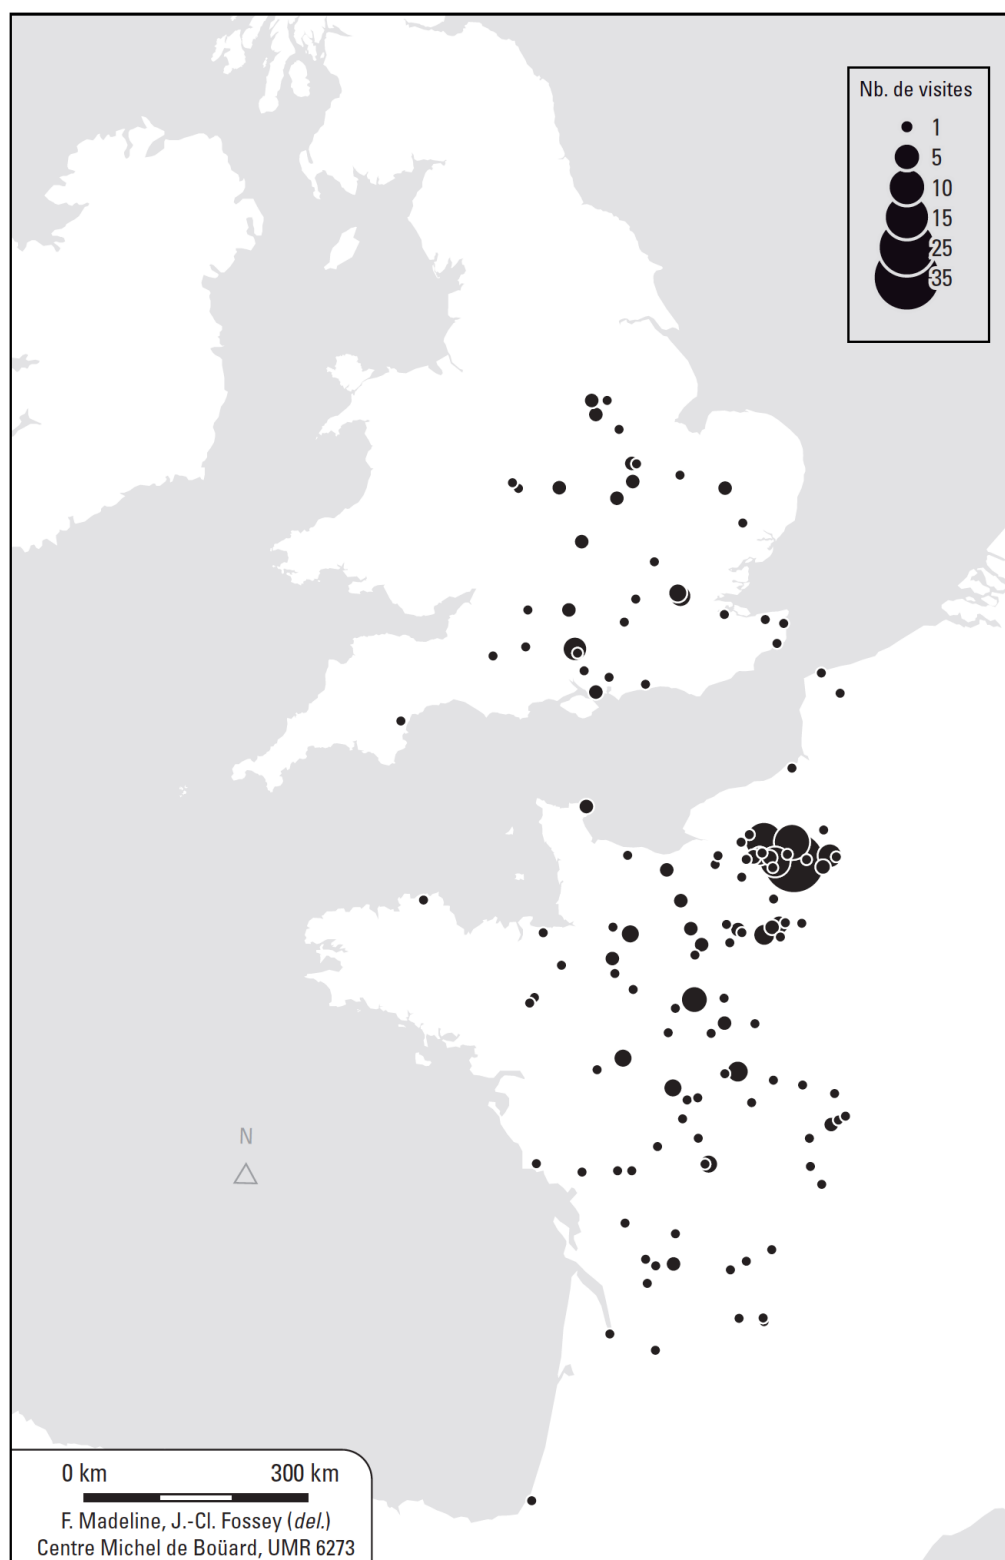 Nb. de visites
1
5
10
15
25
35
N
0 km 300 km
F. Madeline, J.-Cl. Fossey (del.)
Centre Michel de Boüard, UMR 6273